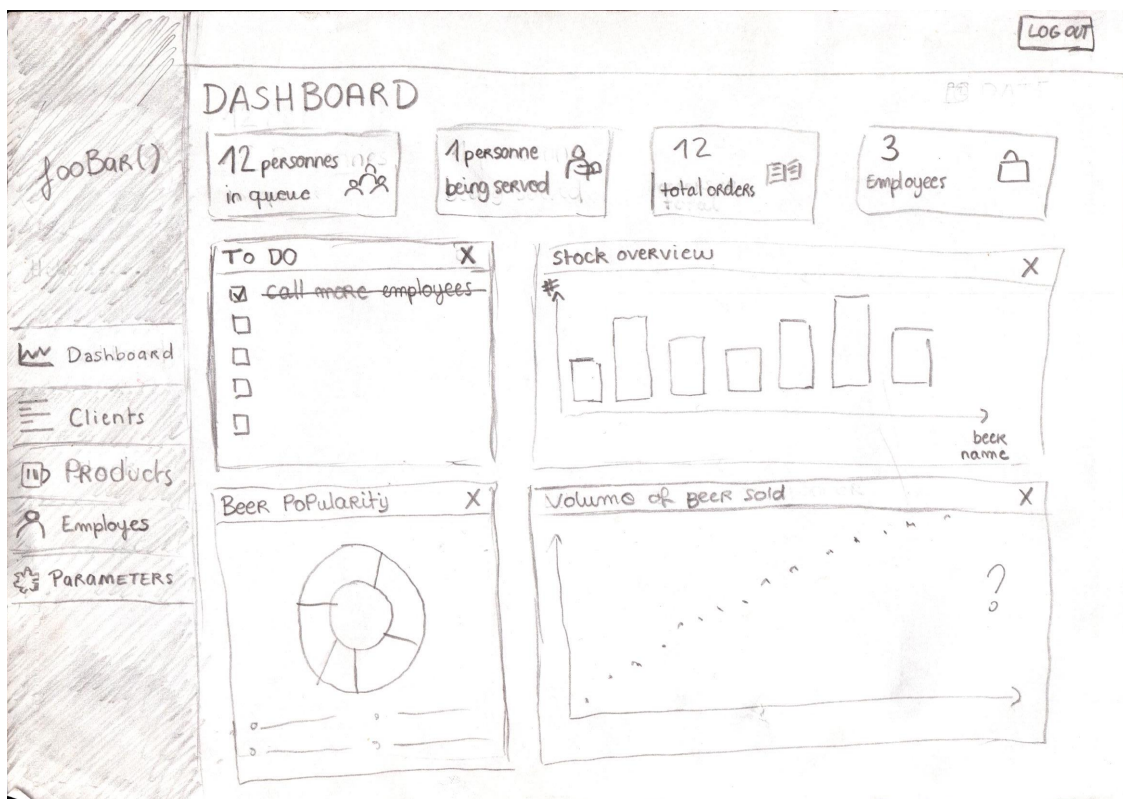 LOG OUT
fooBar()
DASHBOARD
DATE
12 personnes
in queue
1 personne
being served
12
total orders
3
Employees
Dashboard
Clients
Products
Employes
PARAMETERS
To DO
X
call more employees
Stock overview
X
#
beer
name
Beer Popularity
X
Volume of Beer sold
X
?